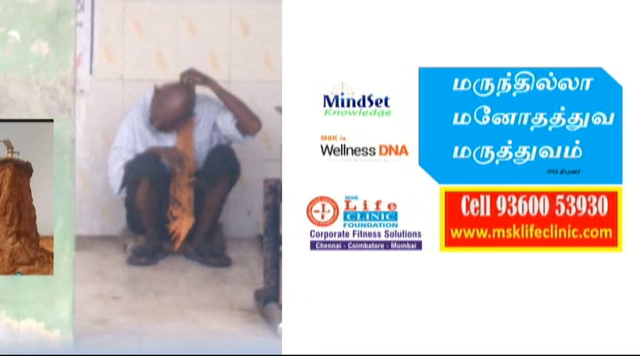 MindSet
Knowledge
MSK is
Wellness DNA
MSK
Life
CLINIC
FOUNDATION
Corporate Fitness Solutions
Chennai - Coimbatore - Mumbai
மருந்தில்லா
மனோதத்துவ
மருத்துவம்
Cell 93600 53930
www.msklifeclinic.com